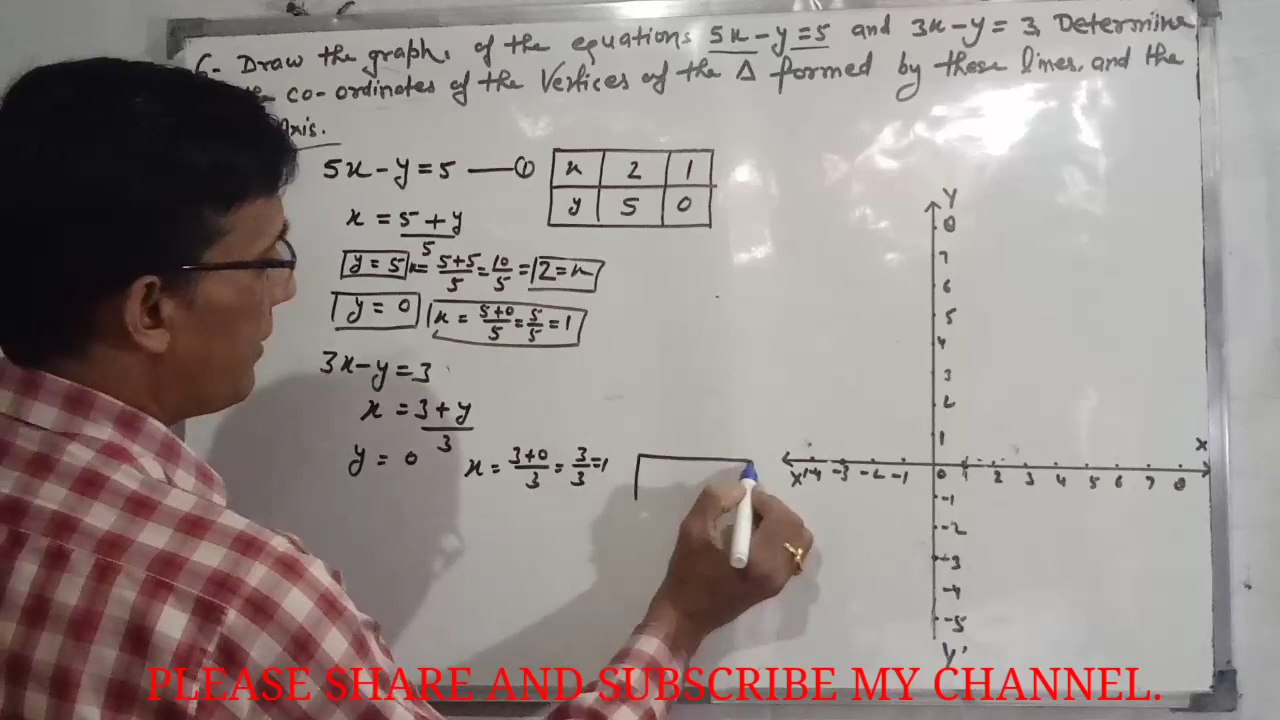 6- Draw the graphs of the equations 5x-y=5 and 3x-y=3, Determine
co-ordinates of the Vertices of the Δ formed by these lines, and the
Axis.
5x-y=5 —— ①
x 2 1
y 5 0
x = 5+y/5
y = 5 x = 5+5/5 = 10/5 = 2=x
y = 0 x = 5+0/5 = 5/5 = 1
3x-y=3
x = 3+y/3
y = 0 x = 3+0/3 = 3/3 = 1
Y
8
7
6
5
4
3
2
1
X' -4 -3 -2 -1 0 1 2 3 4 5 6 7 8 X
-1
-2
-3
-4
-5
Y'
PLEASE SHARE AND SUBSCRIBE MY CHANNEL.